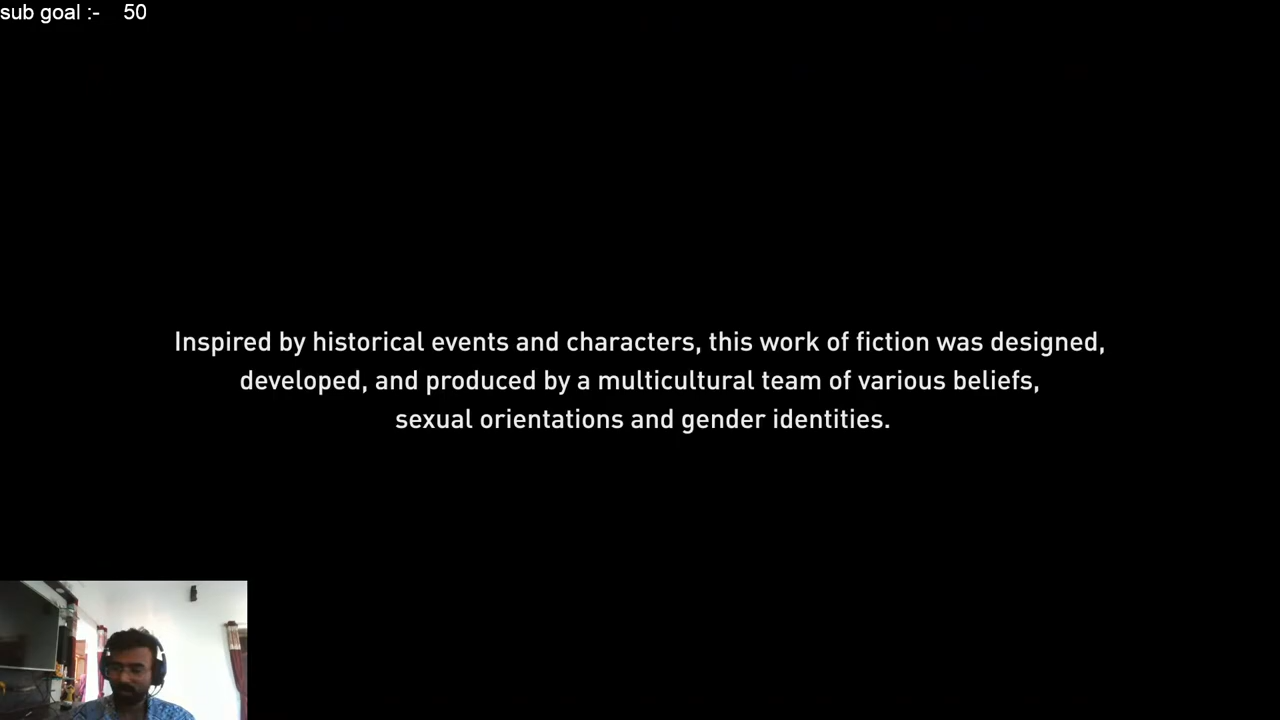 sub goal :-    50
Inspired by historical events and characters, this work of fiction was designed,
developed, and produced by a multicultural team of various beliefs,
sexual orientations and gender identities.